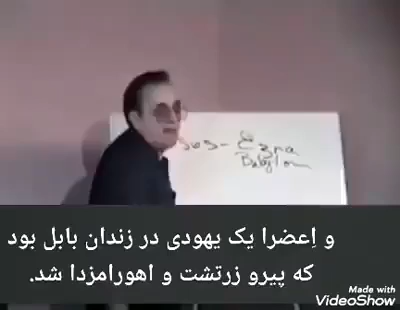 Ezra
Babylon
و اِعضرا یک یهودی در زندان بابل بود
که پیرو زرتشت و اهورامزدا شد.
Made with
VideoShow